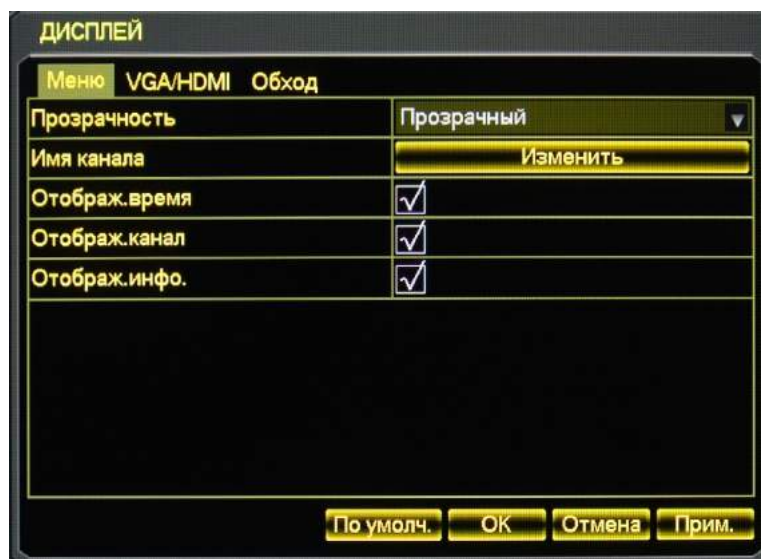 ДИСПЛЕЙ
Меню VGA/HDMI Обход
Прозрачность Прозрачный
Имя канала Изменить
Отображ.время
Отображ.канал
Отображ.инфо.
По умолч. ОК Отмена Прим.